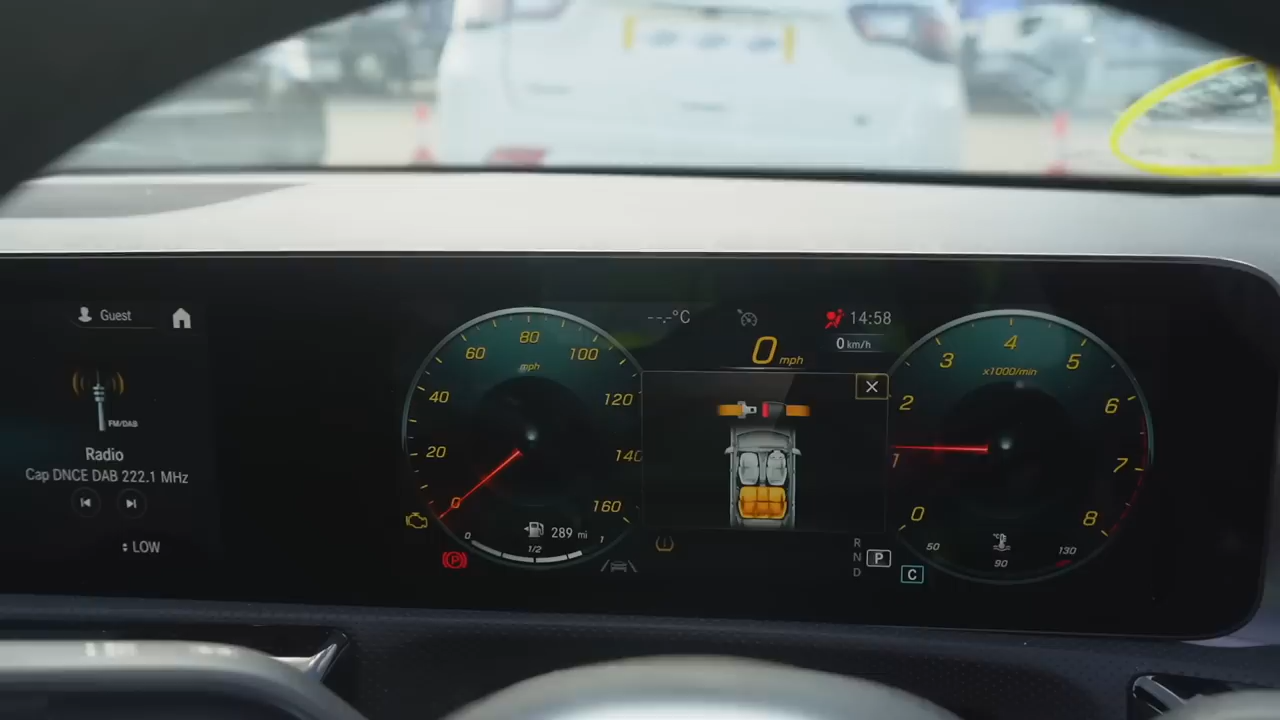 Guest
FM/DAB
Radio
Cap DNCE DAB 222.1 MHz
LOW
0
20
40
60
80
100
120
140
160
mph
0
1/2
1
289 mi
--.-°C
0 mph
14:58
0 km/h
R
N
D
P
C
0
1
2
3
4
5
6
7
8
x1000/min
50
90
130
°C